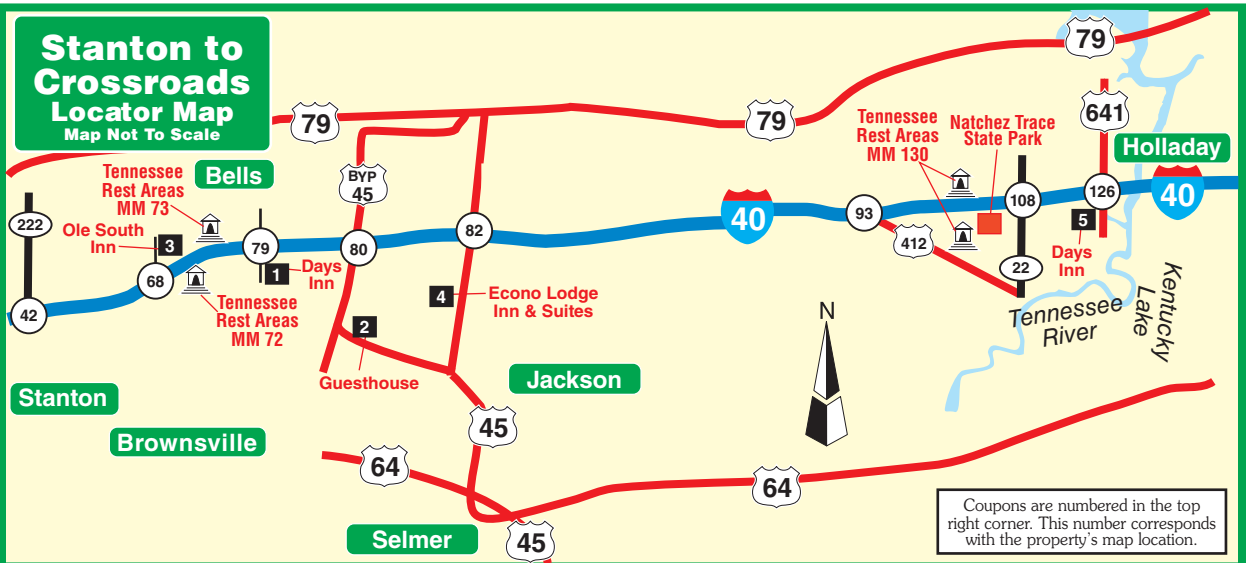 Stanton to
Crossroads
Locator Map
Map Not To Scale
79
79
79
641
Holladay
Tennessee
Rest Areas
MM 130
Natchez Trace
State Park
Bells
BYP
45
Tennessee
Rest Areas
MM 73
222
Ole South
Inn
3
79
80
82
40
93
108
126
40
412
5
Days
Inn
68
1
Days
Inn
42
Tennessee
Rest Areas
MM 72
4
Econo Lodge
Inn & Suites
22
Tennessee
River
Kentucky
Lake
N
2
Guesthouse
Jackson
Stanton
Brownsville
45
64
64
Selmer
45
Coupons are numbered in the top
right corner. This number corresponds
with the property's map location.